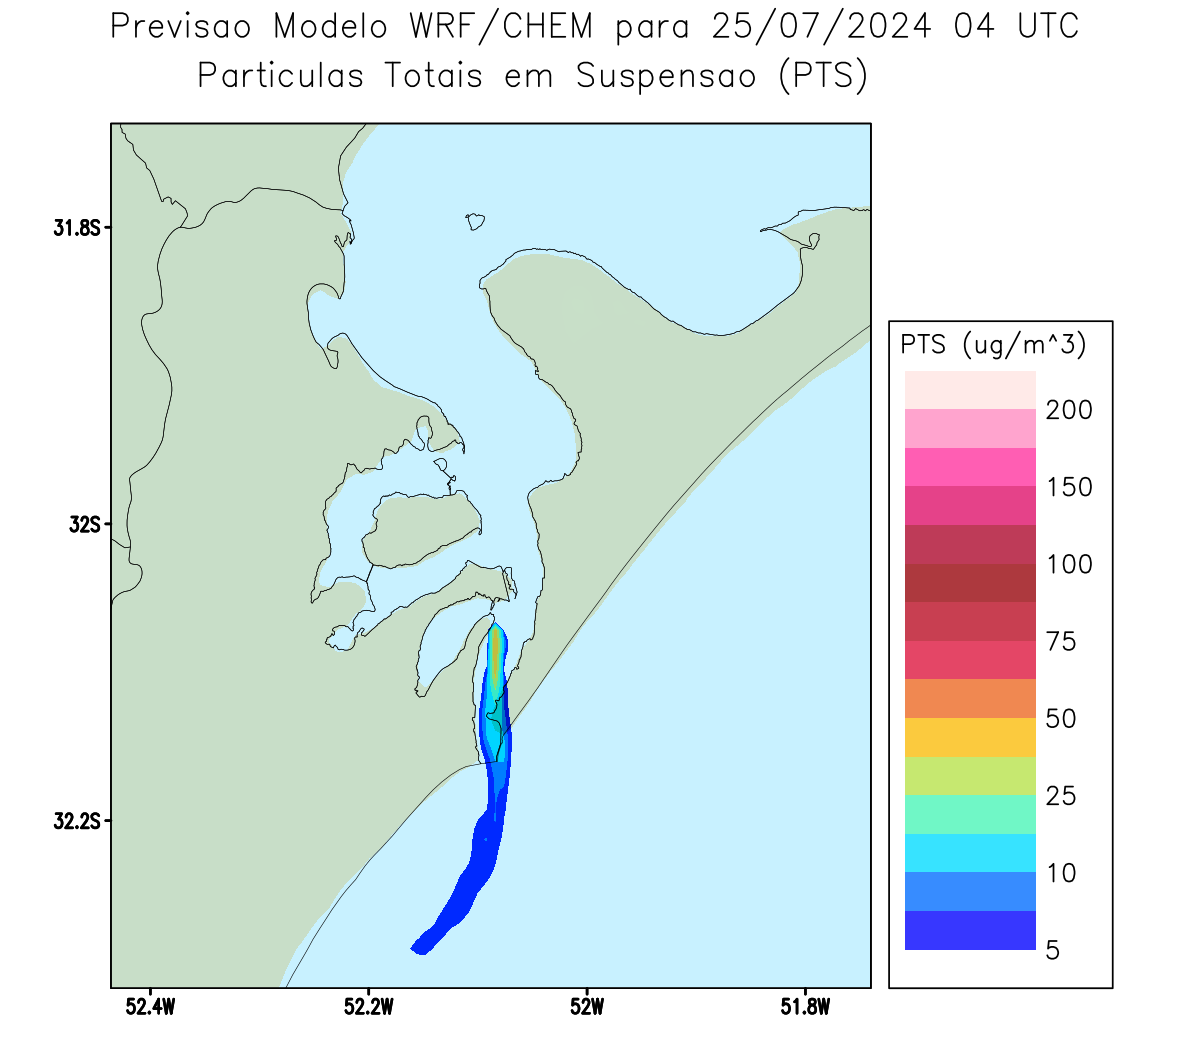 Previsao Modelo WRF/CHEM para 25/07/2024 04 UTC
Particulas Totais em Suspensao (PTS)
31.8S
32S
32.2S
52.4W
52.2W
52W
51.8W
PTS (ug/m^3)
200
150
100
75
50
25
10
5